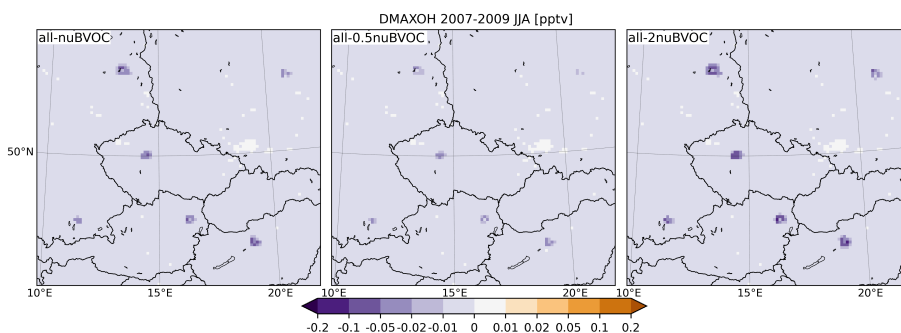 DMAXOH 2007-2009 JJA [pptv]
all-nuBVOC all-0.5nuBVOC all-2nuBVOC
50°N
10°E 15°E 20°E 10°E 15°E 20°E 10°E 15°E 20°E
-0.2 -0.1 -0.05 -0.02 -0.01 0 0.01 0.02 0.05 0.1 0.2